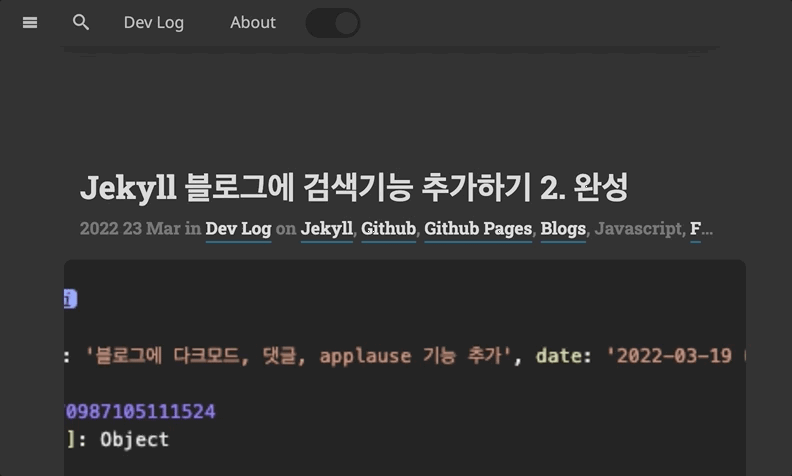 Dev Log About
Jekyll 블로그에 검색기능 추가하기 2. 완성
2022 23 Mar in Dev Log on Jekyll, Github, Github Pages, Blogs, Javascript, F...
: '블로그에 다크모드, 댓글, applause 기능 추가', date: '2022-03-19
0987105111524
]: Object